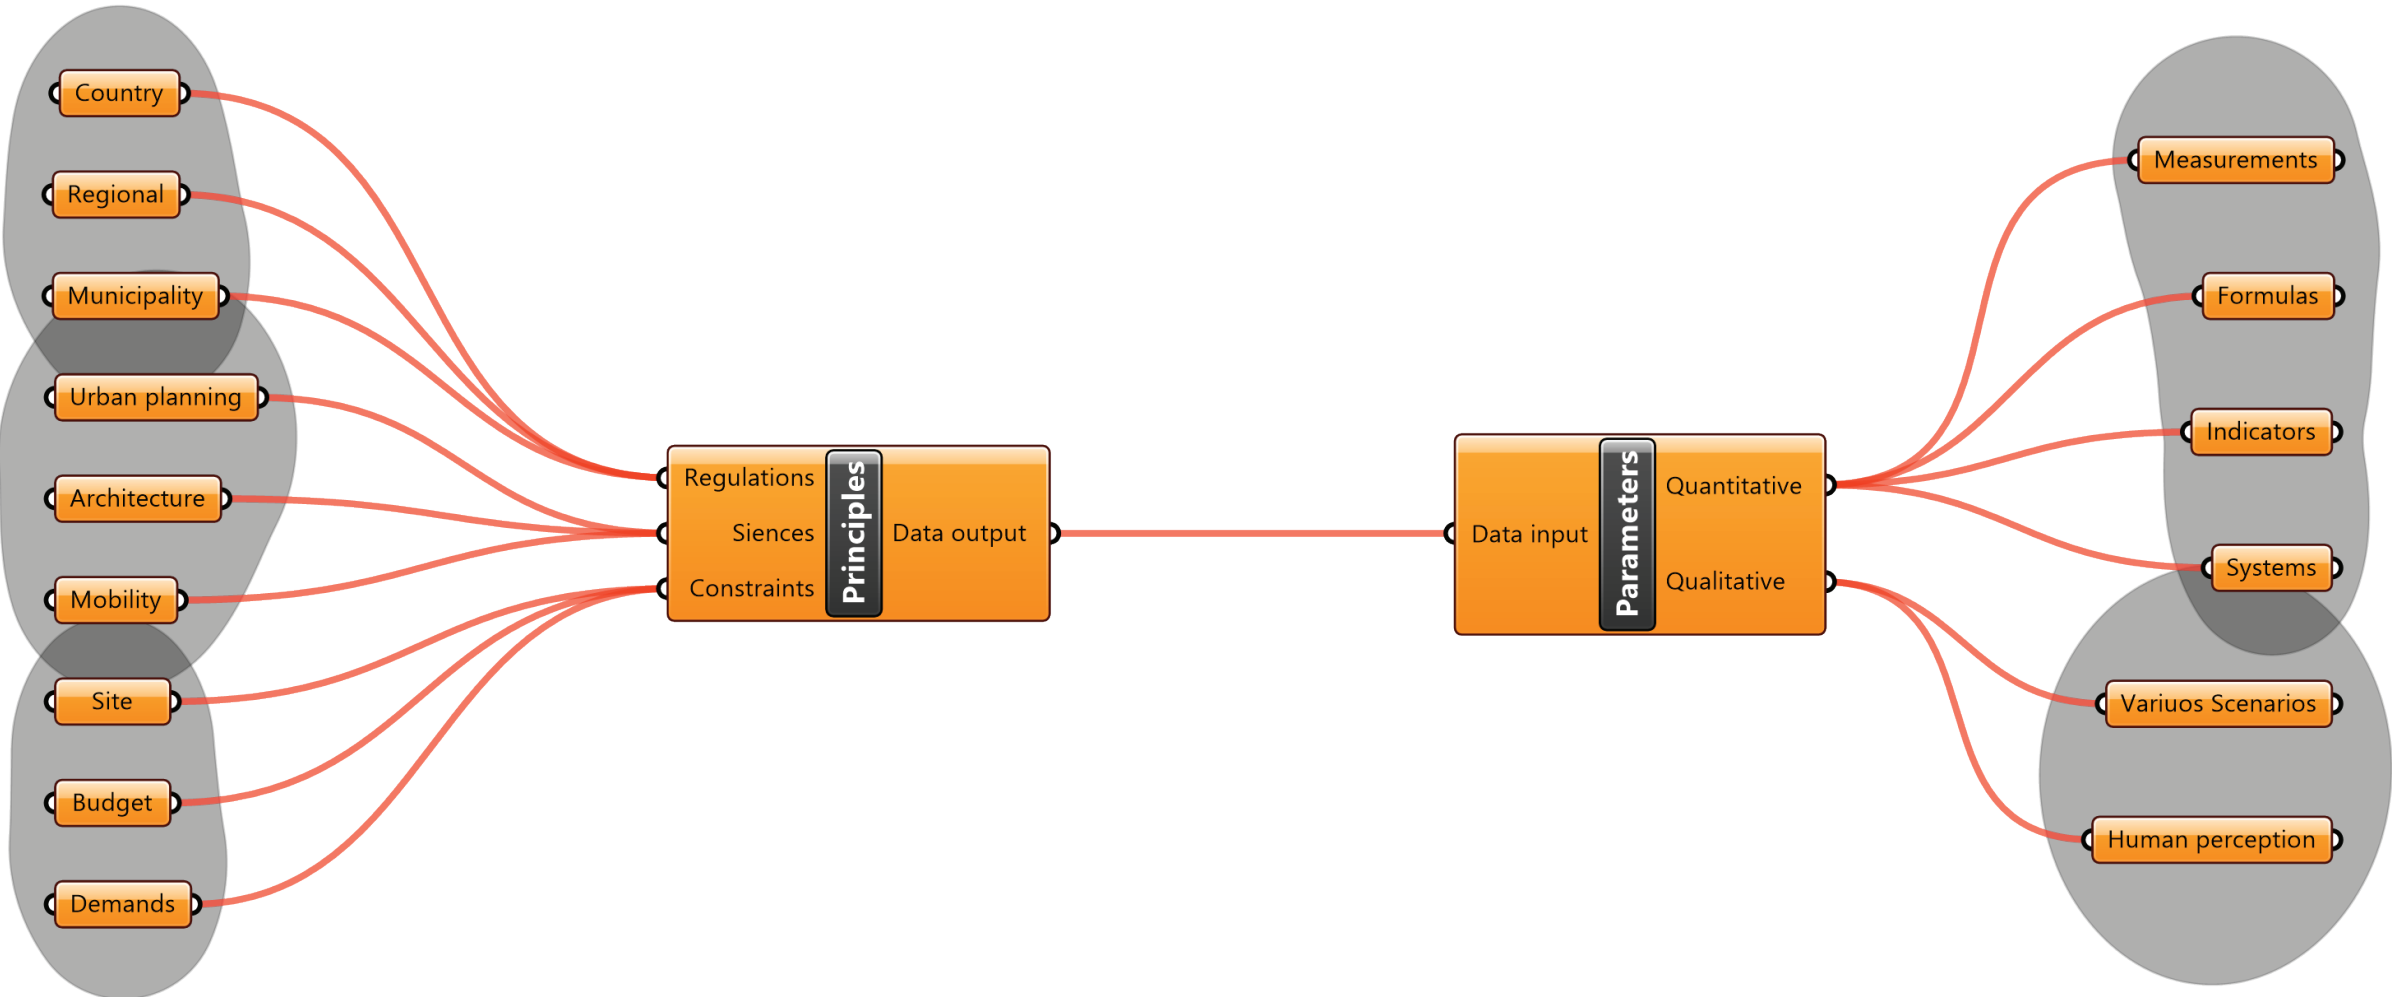 Country
Regional
Municipality
Urban planning
Architecture
Mobility
Site
Budget
Demands
Regulations
Siences
Constraints
Principles
Data output
Data input
Parameters
Quantitative
Qualitative
Measurements
Formulas
Indicators
Systems
Variuos Scenarios
Human perception